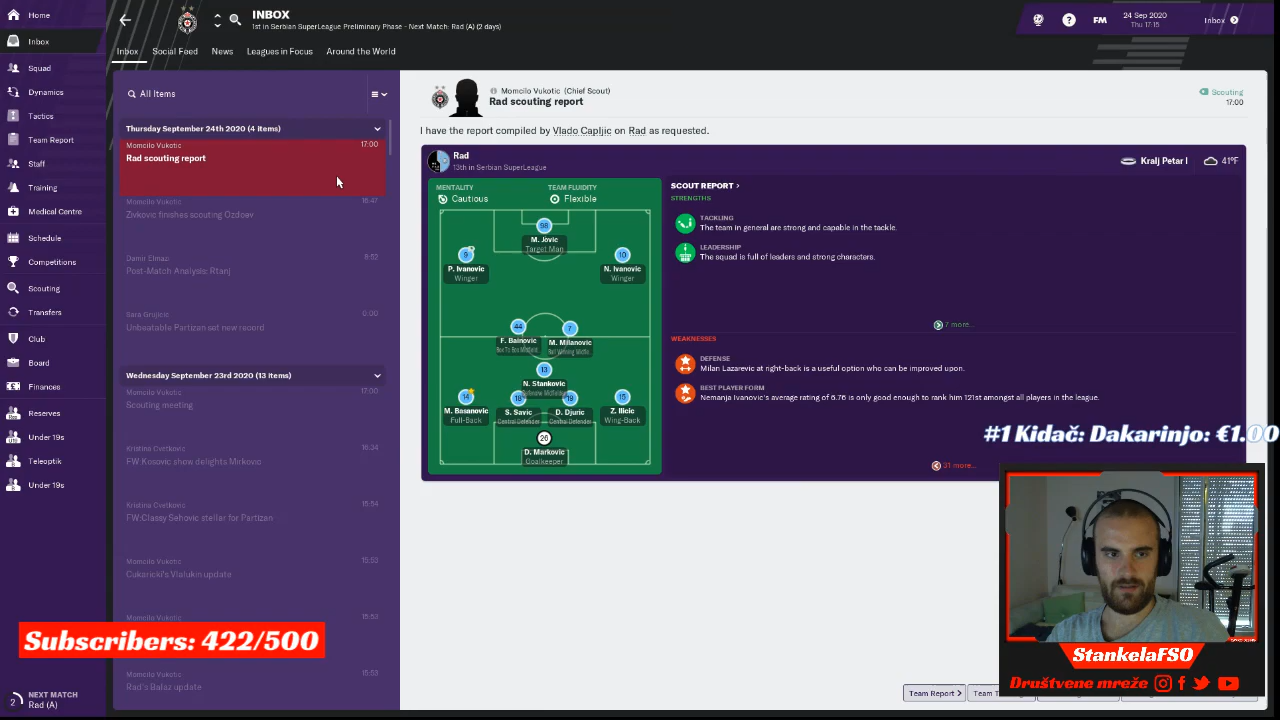 Home
INBOX
1st in Serbian SuperLeague Preliminary Phase - Next Match: Rad (A) (2 days)
FM
24 Sep 2020
Thu 17:15
Inbox
Inbox
Inbox
Social Feed
News
Leagues in Focus
Around the World
Squad
Dynamics
Tactics
Team Report
Staff
Training
Medical Centre
Schedule
Competitions
Scouting
Transfers
Club
Board
Finances
Reserves
Under 19s
Teleoptik
Under 19s
NEXT MATCH
Rad (A)
All Items
Thursday September 24th 2020 (4 items)
Momcilo Vukotic
17:00
Rad scouting report
Momcilo Vukotic
16:47
Zivkovic finishes scouting Ozdoev
Damir Elmazi
9:52
Post-Match Analysis: Rtanj
Sara Grujicic
0:00
Unbeatable Partizan set new record
Wednesday September 23rd 2020 (13 items)
Momcilo Vukotic
17:00
Scouting meeting
Kristina Cvetkovic
16:34
FW:Kosovic show delights Mirkovic
Kristina Cvetkovic
15:54
FW:Classy Sehovic stellar for Partizan
Momcilo Vukotic
15:53
Cukaricki's Vlalukin update
15:53
Momcilo Vukotic
15:53
Rad's Balaz update
Subscribers: 422/500
Momcilo Vukotic (Chief Scout)
Rad scouting report
Scouting
17:00
I have the report compiled by Vlado Capljic on Rad as requested.
Rad
13th in Serbian SuperLeague
Kralj Petar I
41°F
MENTALITY
Cautious
TEAM FLUIDITY
Flexible
98
M. Jovic
Target Man
9
P. Ivanovic
Winger
10
N. Ivanovic
Winger
44
F. Bainovic
7
M. Milanovic
13
N. Stankovic
14
M. Basanovic
Full-Back
S. Savic
Central Defender
19
D. Djuric
Central Defender
15
Z. Ilicic
Wing-Back
26
D. Markovic
Goalkeeper
SCOUT REPORT >
STRENGTHS
TACKLING
The team in general are strong and capable in the tackle.
LEADERSHIP
The squad is full of leaders and strong characters.
7 more...
WEAKNESSES
DEFENSE
Milan Lazarevic at right-back is a useful option who can be improved upon.
BEST PLAYER FORM
Nemanja Ivanovic's average rating of 6.76 is only good enough to rank him 121st amongst all players in the league.
31 more...
#1 Kidač: Dakarinjo: €1.00
StankelaFSO
Društvene mreže
Team Report >